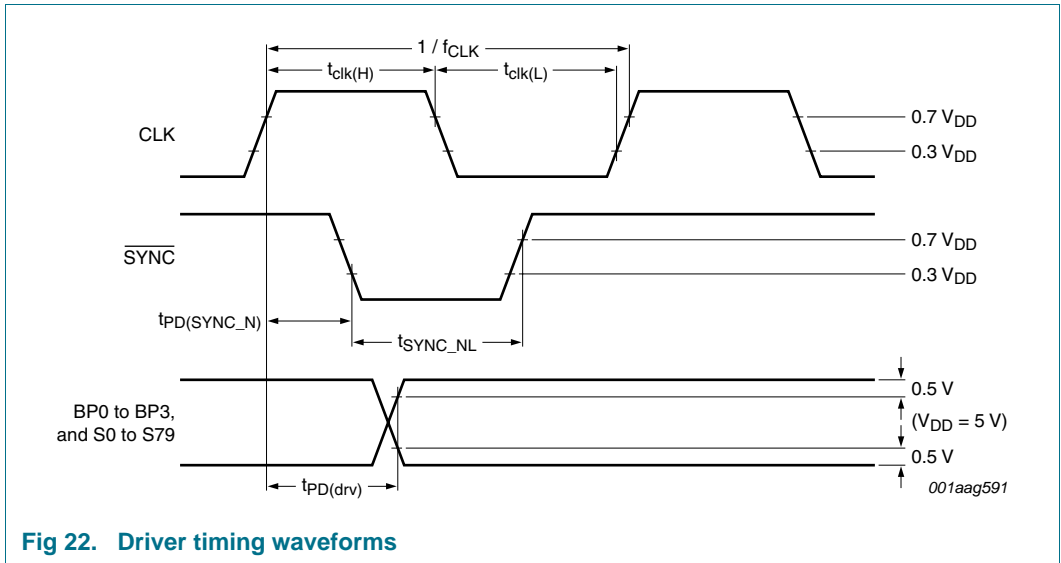 1 / fCLK
tclk(H)
tclk(L)
CLK
0.7 VDD
0.3 VDD
SYNC
0.7 VDD
0.3 VDD
tPD(SYNC_N)
tSYNC_NL
BP0 to BP3,
and S0 to S79
0.5 V
(VDD = 5 V)
0.5 V
tPD(drv)
001aag591
Fig 22. Driver timing waveforms